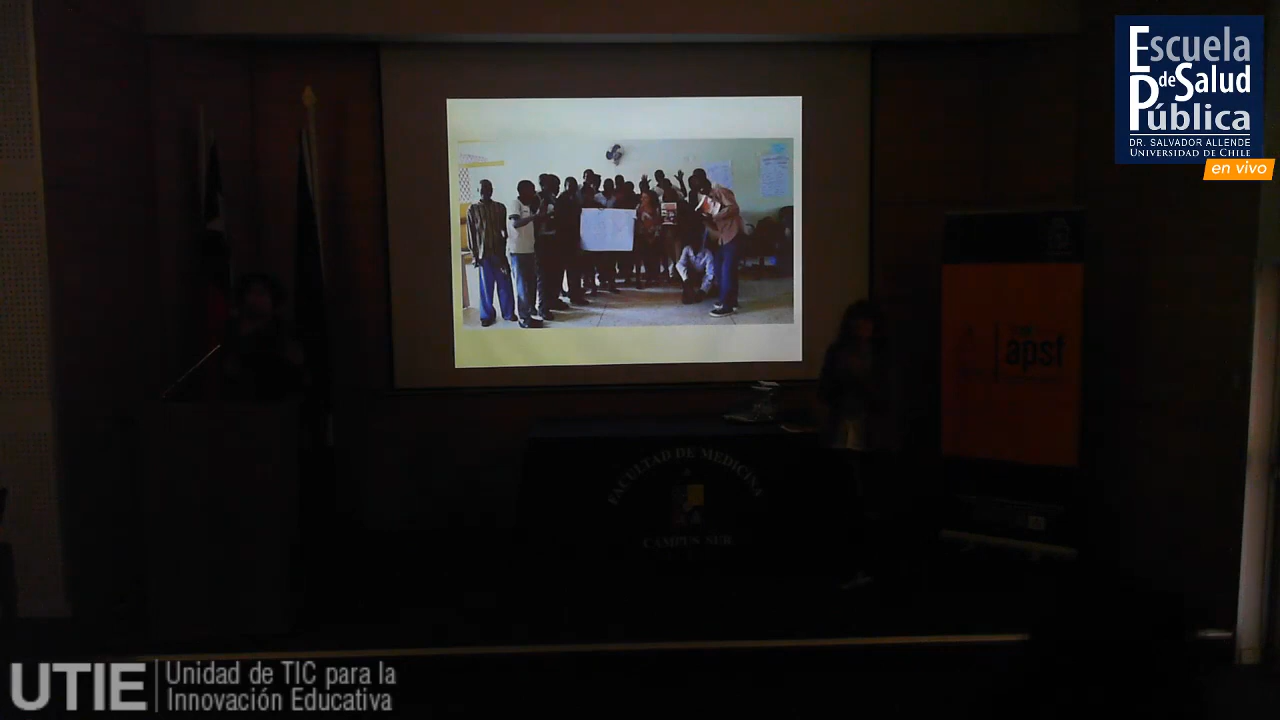 Escuela
de Salud
Pública
DR. SALVADOR ALLENDE
UNIVERSIDAD DE CHILE
en vivo
apsf
FACULTAD DE MEDICINA
CAMPUS SUR
UTIE
Unidad de TIC para la
Innovación Educativa